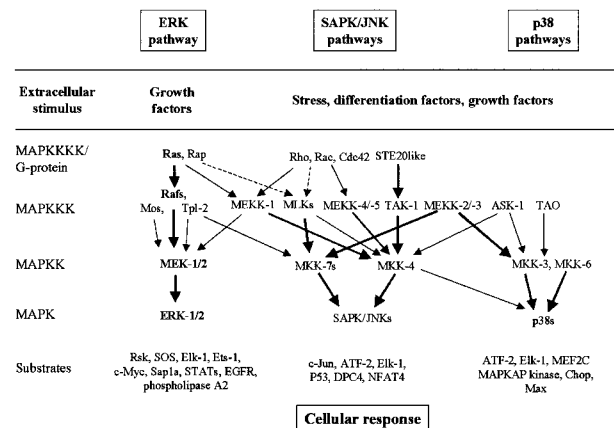 ERK pathway
SAPK/JNK pathways
p38 pathways
Extracellular stimulus
Growth factors
Stress, differentiation factors, growth factors
MAPKKKK/ G-protein
Ras, Rap
Rho, Rac, Cdc42
STE20like
MAPKKK
Rafs,
Mos, Tpl-2
MEKK-1
MLKs
MEKK-4/-5
TAK-1
MEKK-2/-3
ASK-1
TAO
MAPKK
MEK-1/2
MKK-7s
MKK-4
MKK-3, MKK-6
MAPK
ERK-1/2
SAPK/JNKs
p38s
Substrates
Rsk, SOS, Elk-1, Ets-1,
c-Myc, Sap1a, STATs, EGFR,
phospholipase A2
c-Jun, ATF-2, Elk-1,
P53, DPC4, NFAT4
ATF-2, Elk-1, MEF2C
MAPKAP kinase, Chop,
Max
Cellular response